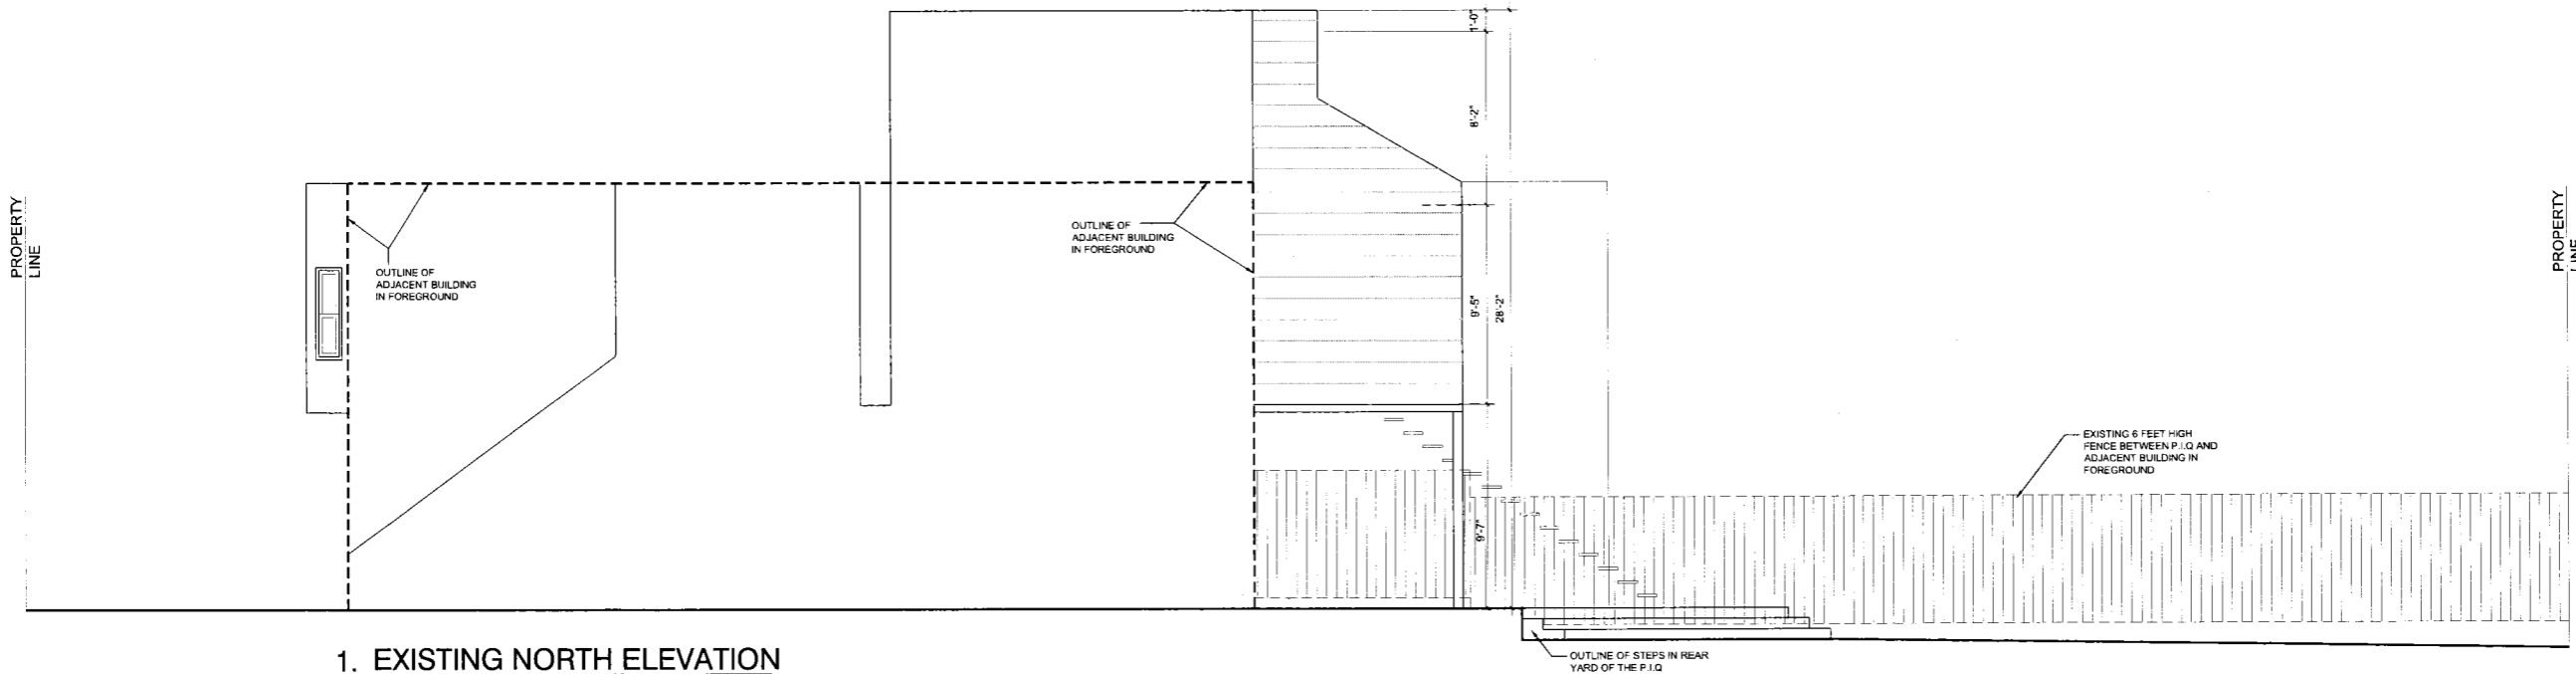 1'-0"
8'-2"
9'-5"
28'-2"
9'-7"
PROPERTY
LINE
OUTLINE OF
ADJACENT BUILDING
IN FOREGROUND
OUTLINE OF
ADJACENT BUILDING
IN FOREGROUND
PROPERTY
LINE
EXISTING 6 FEET HIGH
FENCE BETWEEN P.I.Q AND
ADJACENT BUILDING IN
FOREGROUND
OUTLINE OF STEPS IN REAR
YARD OF THE P.I.Q
1. EXISTING NORTH ELEVATION